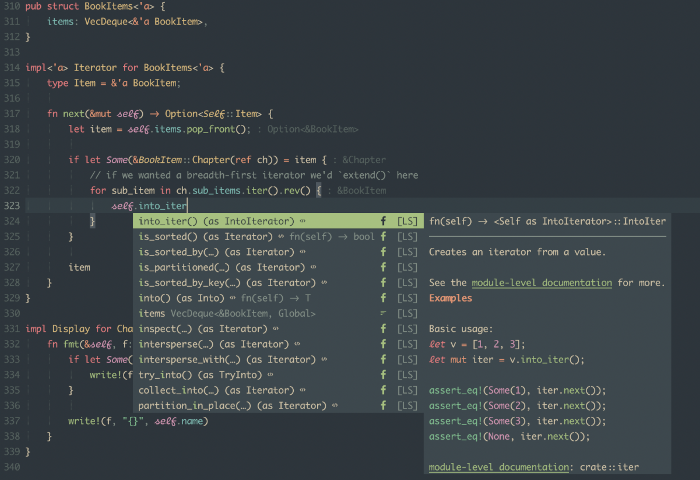 310 pub struct BookItems<'a> {
311     items: VecDeque<&'a BookItem>,
312 }
313
314 impl<'a> Iterator for BookItems<'a> {
315     type Item = &'a BookItem;
316
317     fn next(&mut self) → Option<Self::Item> {
318         let item = self.items.pop_front(); : Option<&BookItem>
319
320         if let Some(&BookItem::Chapter(ref ch)) = item { : &Chapter
321             // if we wanted a breadth-first iterator we'd `extend()` here
322             for sub_item in ch.sub_items.iter().rev() { : &BookItem
323                 self.into_iter
324             }
325         }
326
327         item
328     }
329 }
330
331 impl Display for Cha
332     fn fmt(&self, f:
333         if let Some(
334             write!(f
335         }
336
337         write!(f, "{}", self.name)
338     }
339 }
340
into_iter() (as IntoIterator) f [LS]
is_sorted() (as Iterator) fn(self) → bool f [LS]
is_sorted_by(…) (as Iterator) f [LS]
is_partitioned(…) (as Iterator) f [LS]
is_sorted_by_key(…) (as Iterator) f [LS]
into() (as Into) fn(self) → T f [LS]
items VecDeque<&BookItem, Global> [LS]
inspect(…) (as Iterator) f [LS]
intersperse(…) (as Iterator) f [LS]
intersperse_with(…) (as Iterator) f [LS]
try_into() (as TryInto) f [LS]
collect_into(…) (as Iterator) f [LS]
partition_in_place(…) (as Iterator) f [LS]
fn(self) → <Self as IntoIterator>::IntoIter
Creates an iterator from a value.
See the module-level documentation for more.
Examples
Basic usage:
let v = [1, 2, 3];
let mut iter = v.into_iter();
assert_eq!(Some(1), iter.next());
assert_eq!(Some(2), iter.next());
assert_eq!(Some(3), iter.next());
assert_eq!(None, iter.next());
module-level documentation: crate::iter